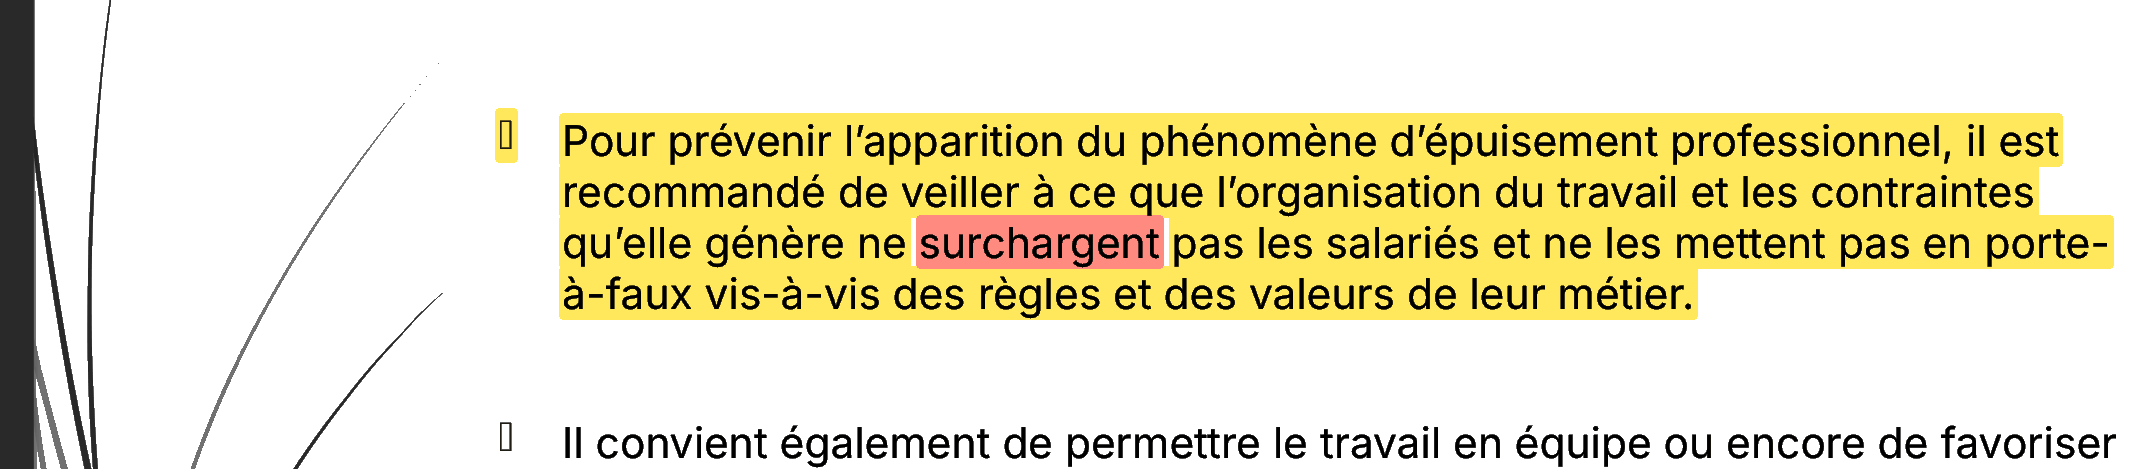 Pour prévenir l’apparition du phénomène d’épuisement professionnel, il est
recommandé de veiller à ce que l’organisation du travail et les contraintes
qu’elle génère ne surchargent pas les salariés et ne les mettent pas en porte-
à-faux vis-à-vis des règles et des valeurs de leur métier.
Il convient également de permettre le travail en équipe ou encore de favoriser